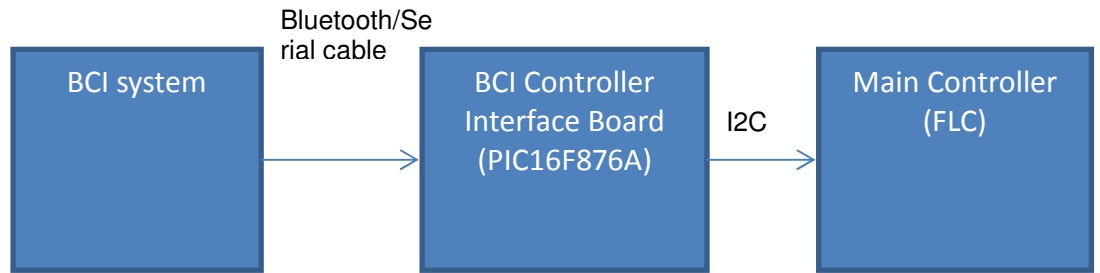 Bluetooth/Se
rial cable
BCI system
BCI Controller
Interface Board
(PIC16F876A)
I2C
Main Controller
(FLC)